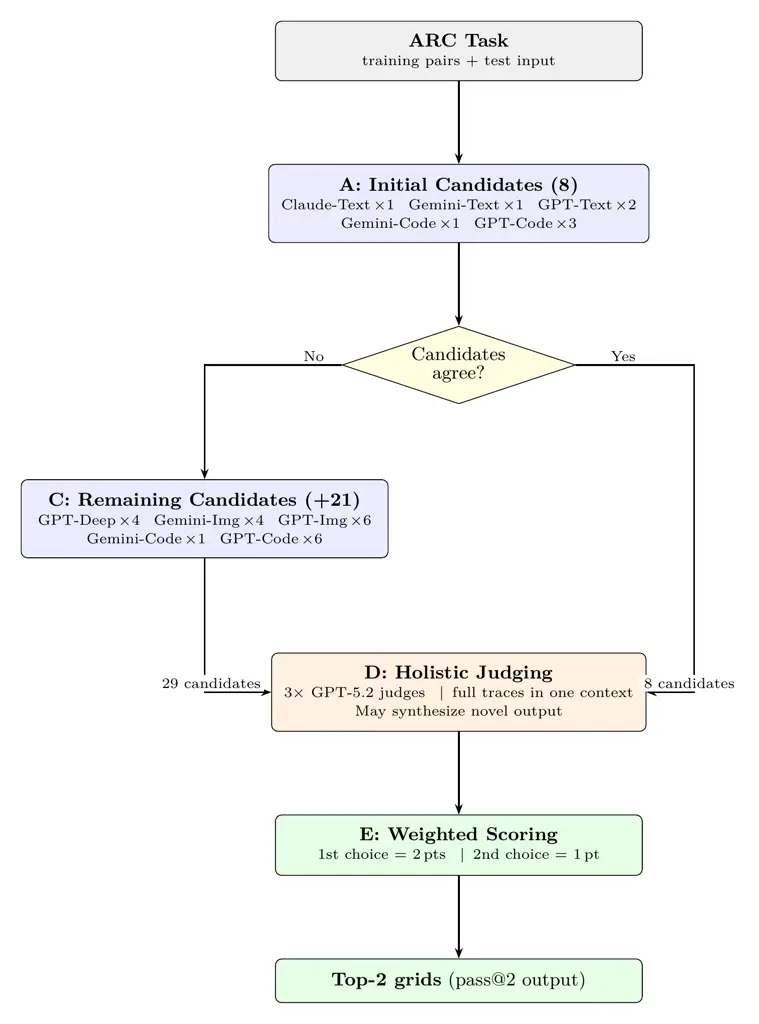 ARC Task
training pairs + test input
A: Initial Candidates (8)
Claude-Text ×1 Gemini-Text ×1 GPT-Text ×2
Gemini-Code ×1 GPT-Code ×3
Candidates
agree?
No
Yes
C: Remaining Candidates (+21)
GPT-Deep ×4 Gemini-Img ×4 GPT-Img ×6
Gemini-Code ×1 GPT-Code ×6
29 candidates
8 candidates
D: Holistic Judging
3× GPT-5.2 judges | full traces in one context
May synthesize novel output
E: Weighted Scoring
1st choice = 2 pts | 2nd choice = 1 pt
Top-2 grids (pass@2 output)